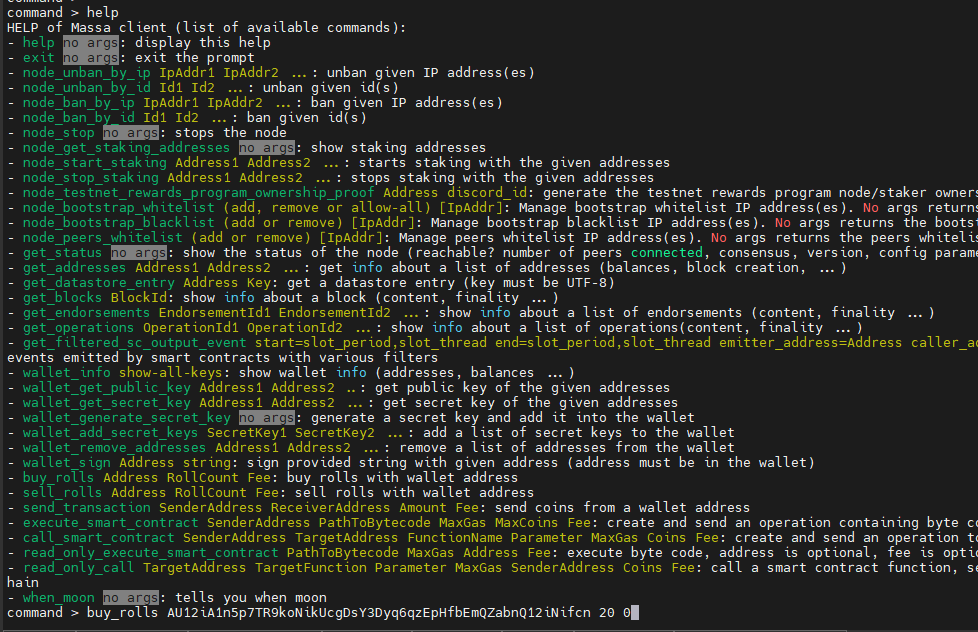 command > help
HELP of Massa client (list of available commands):
- help no args: display this help
- exit no args: exit the prompt
- node_unban_by_ip IpAddr1 IpAddr2 ...: unban given IP address(es)
- node_unban_by_id Id1 Id2 ...: unban given id(s)
- node_ban_by_ip IpAddr1 IpAddr2 ...: ban given IP address(es)
- node_ban_by_id Id1 Id2 ...: ban given id(s)
- node_stop no args: stops the node
- node_get_staking_addresses no args: show staking addresses
- node_start_staking Address1 Address2 ...: starts staking with the given addresses
- node_stop_staking Address1 Address2 ...: stops staking with the given addresses
- node_testnet_rewards_program_ownership_proof Address discord_id: generate the testnet rewards program node/staker owners
- node_bootstrap_whitelist (add, remove or allow-all) [IpAddr]: Manage bootstrap whitelist IP address(es). No args returns
- node_bootstrap_blacklist (add or remove) [IpAddr]: Manage bootstrap blacklist IP address(es). No args returns the boots
- node_peers_whitelist (add or remove) [IpAddr]: Manage peers whitelist IP address(es). No args returns the peers whiteli
- get_status no args: show the status of the node (reachable? number of peers connected, consensus, version, config parame
- get_addresses Address1 Address2 ...: get info about a list of addresses (balances, block creation, ...)
- get_datastore_entry Address Key: get a datastore entry (key must be UTF-8)
- get_blocks BlockId: show info about a block (content, finality ...)
- get_endorsements EndorsementId1 EndorsementId2 ...: show info about a list of endorsements (content, finality ...)
- get_operations OperationId1 OperationId2 ...: show info about a list of operations(content, finality ...)
- get_filtered_sc_output_event start=slot_period,slot_thread end=slot_period,slot_thread emitter_address=Address caller_ad
events emitted by smart contracts with various filters
- wallet_info show-all-keys: show wallet info (addresses, balances ...)
- wallet_get_public_key Address1 Address2 ..: get public key of the given addresses
- wallet_get_secret_key Address1 Address2 ...: get secret key of the given addresses
- wallet_generate_secret_key no args: generate a secret key and add it into the wallet
- wallet_add_secret_keys SecretKey1 SecretKey2 ...: add a list of secret keys to the wallet
- wallet_remove_addresses Address1 Address2 ...: remove a list of addresses from the wallet
- wallet_sign Address string: sign provided string with given address (address must be in the wallet)
- buy_rolls Address RollCount Fee: buy rolls with wallet address
- sell_rolls Address RollCount Fee: sell rolls with wallet address
- send_transaction SenderAddress ReceiverAddress Amount Fee: send coins from a wallet address
- execute_smart_contract SenderAddress PathToBytecode MaxGas MaxCoins Fee: create and send an operation containing byte co
- call_smart_contract SenderAddress TargetAddress FunctionName Parameter MaxGas Coins Fee: create and send an operation to
- read_only_execute_smart_contract PathToBytecode MaxGas Address Fee: execute byte code, address is optional, fee is optio
- read_only_call TargetAddress TargetFunction Parameter MaxGas SenderAddress Coins Fee: call a smart contract function, se
hain
- when_moon no args: tells you when moon
command > buy_rolls AU12iA1n5p7TR9koNikUcgDsY3Dyq6qzEpHfbEmQZabnQ12iNifcn 20 0